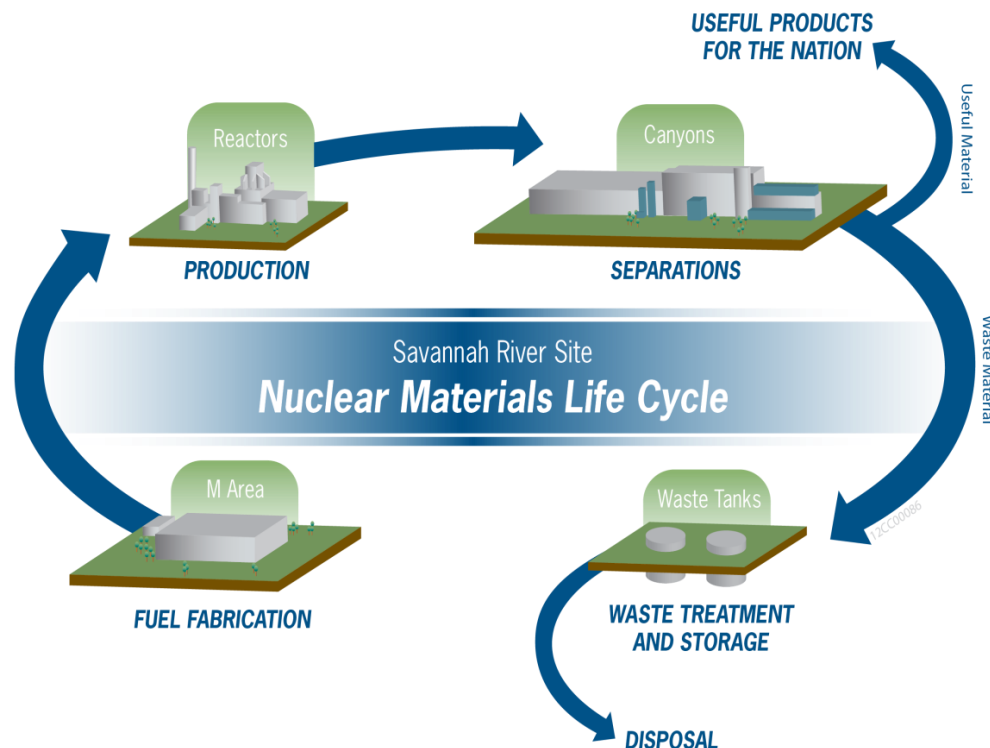 USEFUL PRODUCTS
FOR THE NATION
Useful Material
Reactors
Canyons
PRODUCTION
SEPARATIONS
Waste Material
Savannah River Site
Nuclear Materials Life Cycle
M Area
Waste Tanks
12CC00086
FUEL FABRICATION
WASTE TREATMENT
AND STORAGE
DISPOSAL